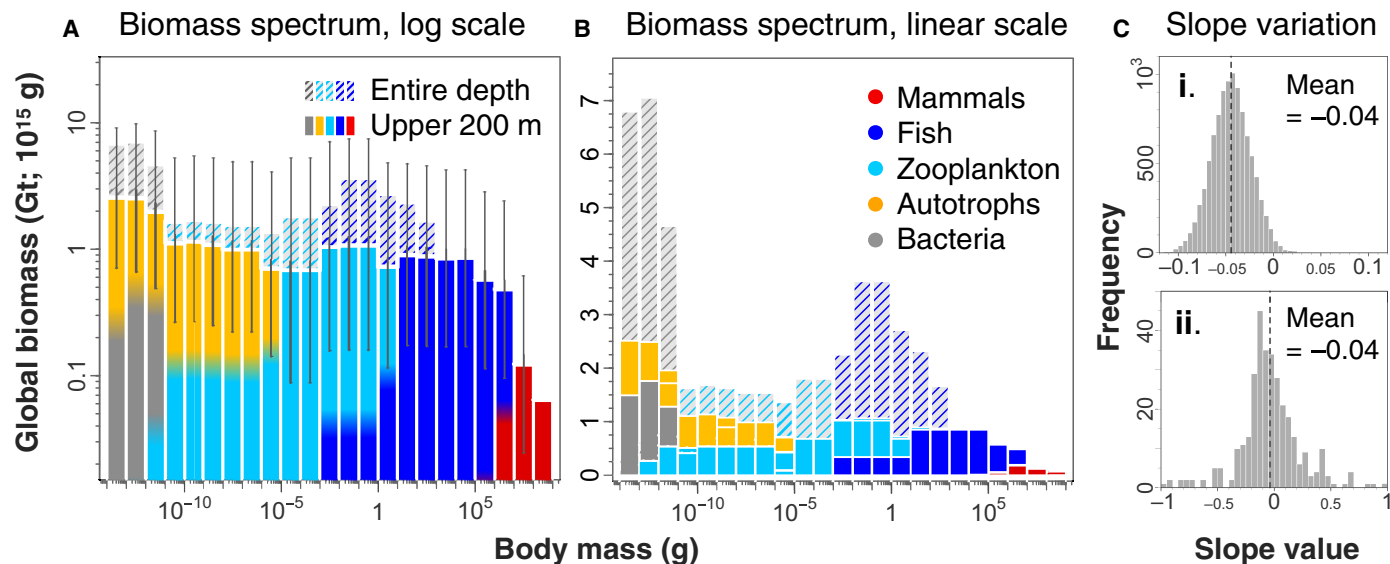 A Biomass spectrum, log scale
Global biomass (Gt; 10¹⁵ g)
10
1
0.1
Entire depth
Upper 200 m
10⁻¹⁰ 10⁻⁵ 1 10⁵
B Biomass spectrum, linear scale
7
6
5
4
3
2
1
0
Mammals
Fish
Zooplankton
Autotrophs
Bacteria
10⁻¹⁰ 10⁻⁵ 1 10⁵
Body mass (g)
C Slope variation
Frequency
i.
Mean
= −0.04
10³
500
0
−0.1 −0.05 0 0.05 0.1
ii.
Mean
= −0.04
40
20
0
−1 −0.5 0 0.5 1
Slope value